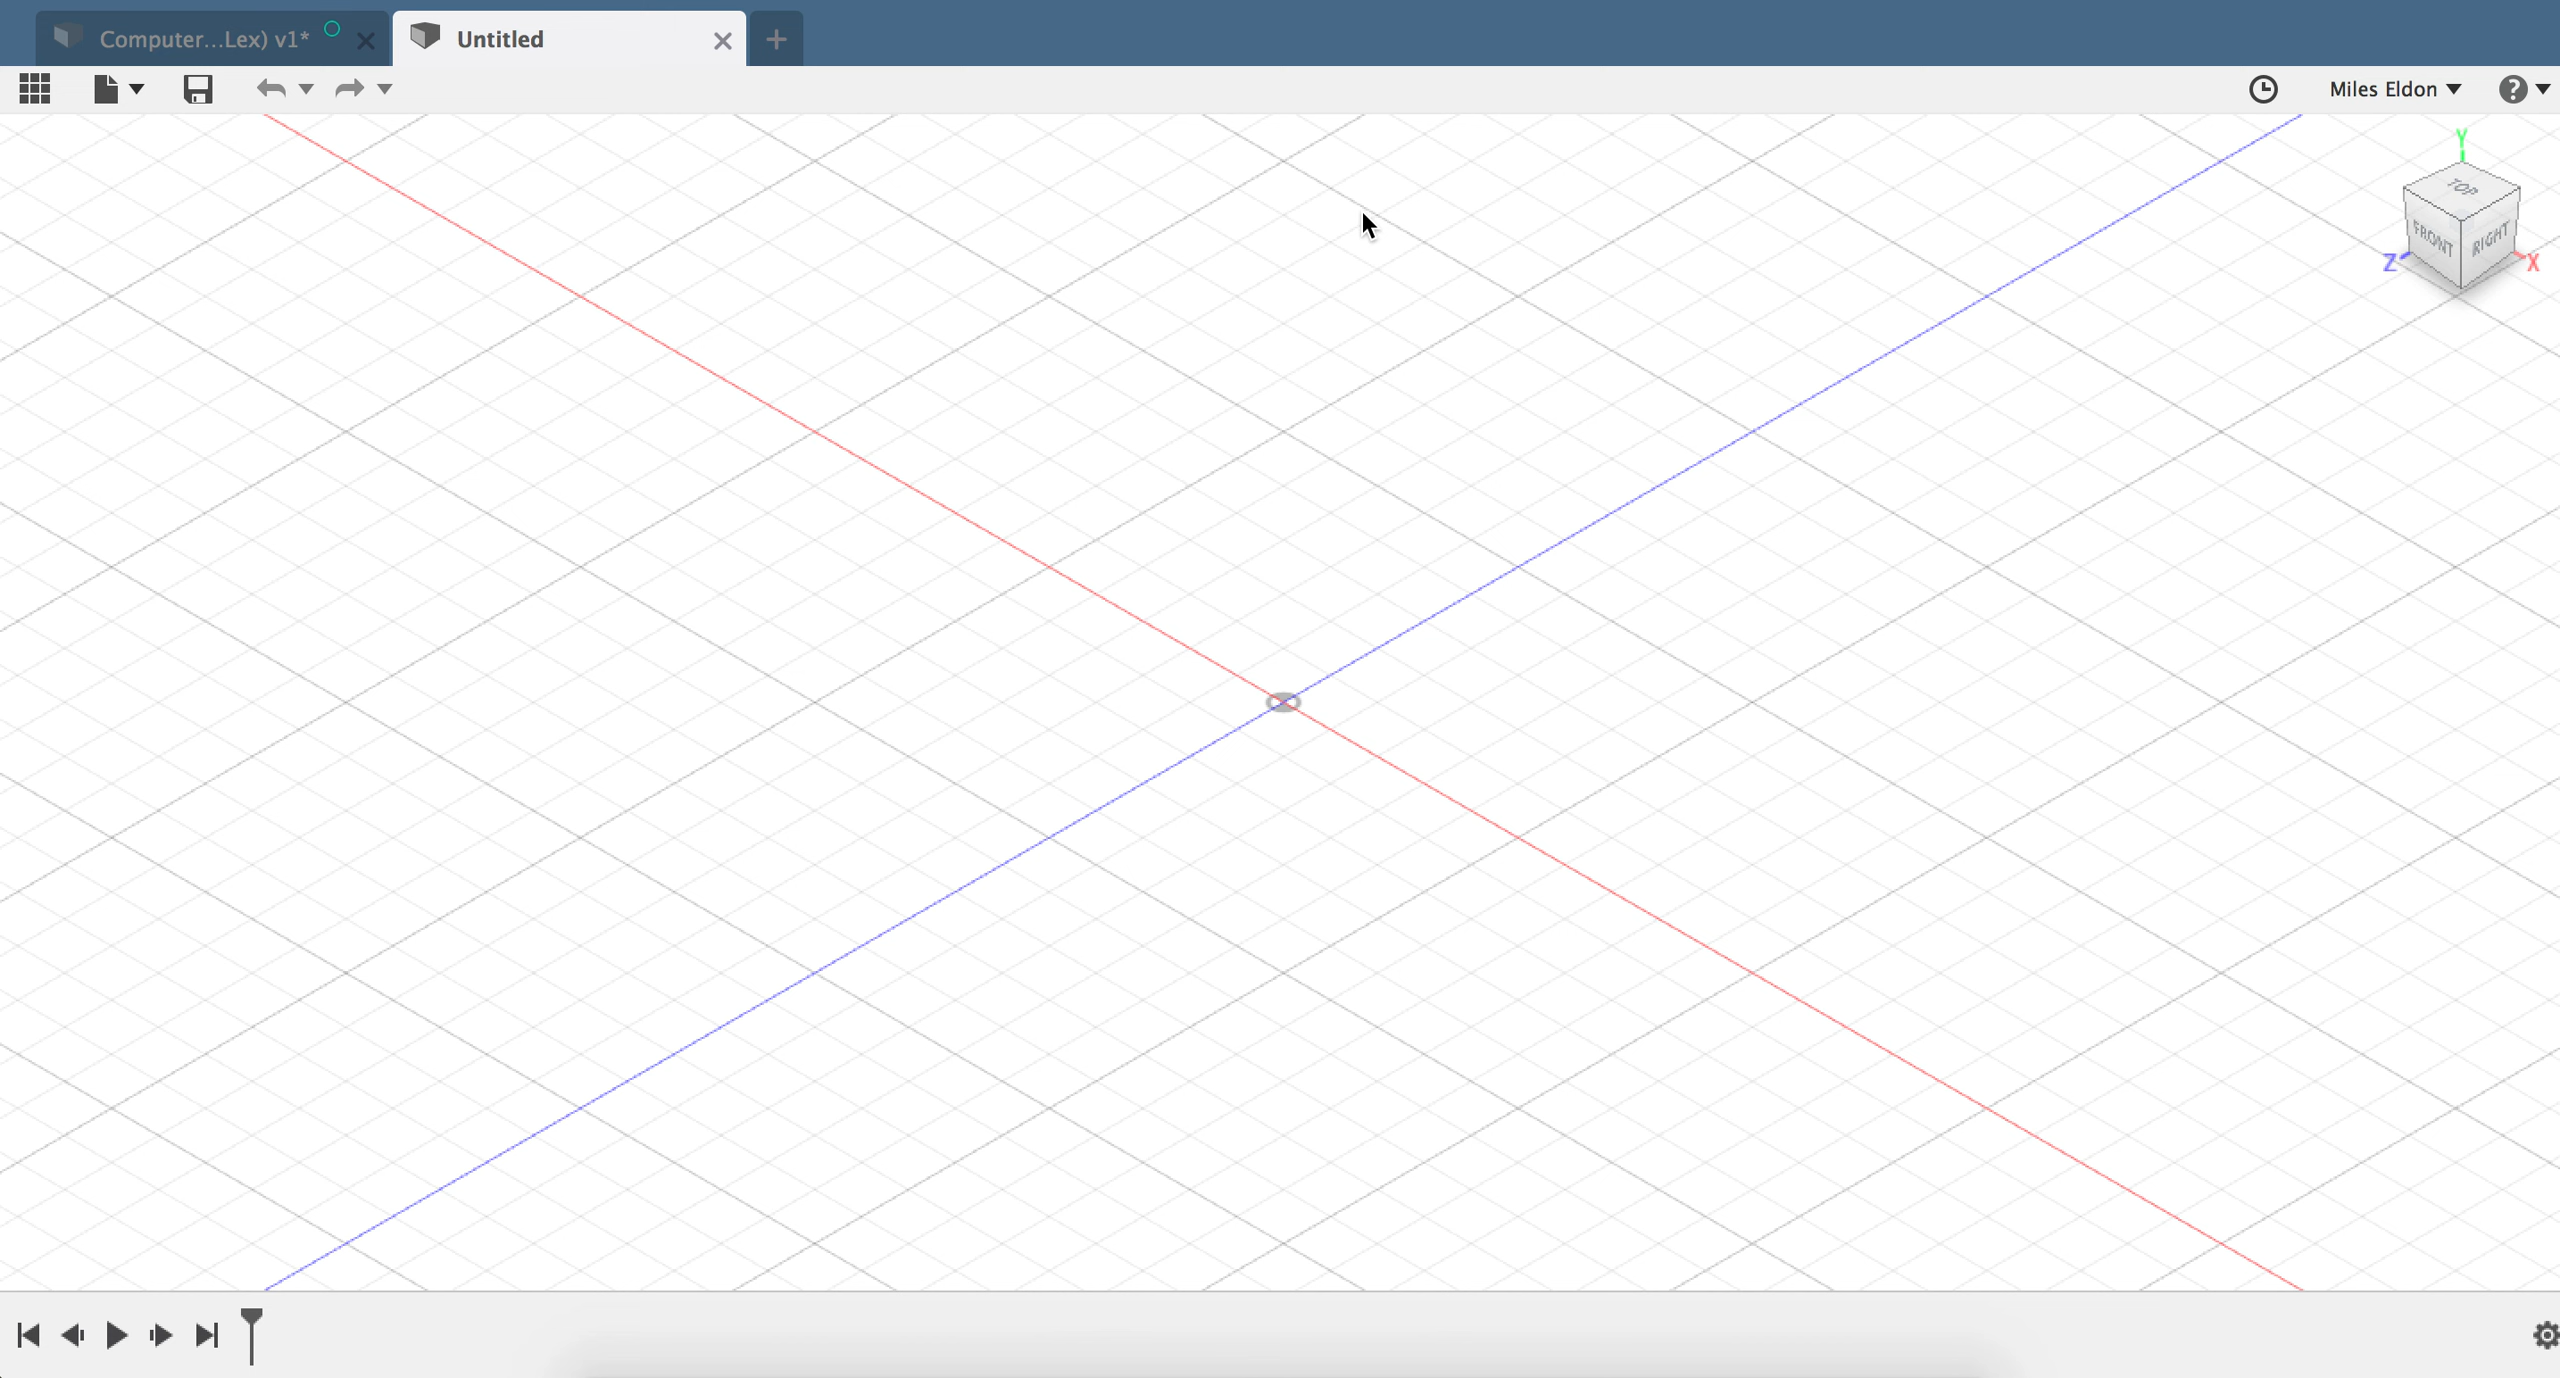 Computer...Lex) v1*
Untitled
Miles Eldon
Y
TOP
FRONT
RIGHT
Z
X